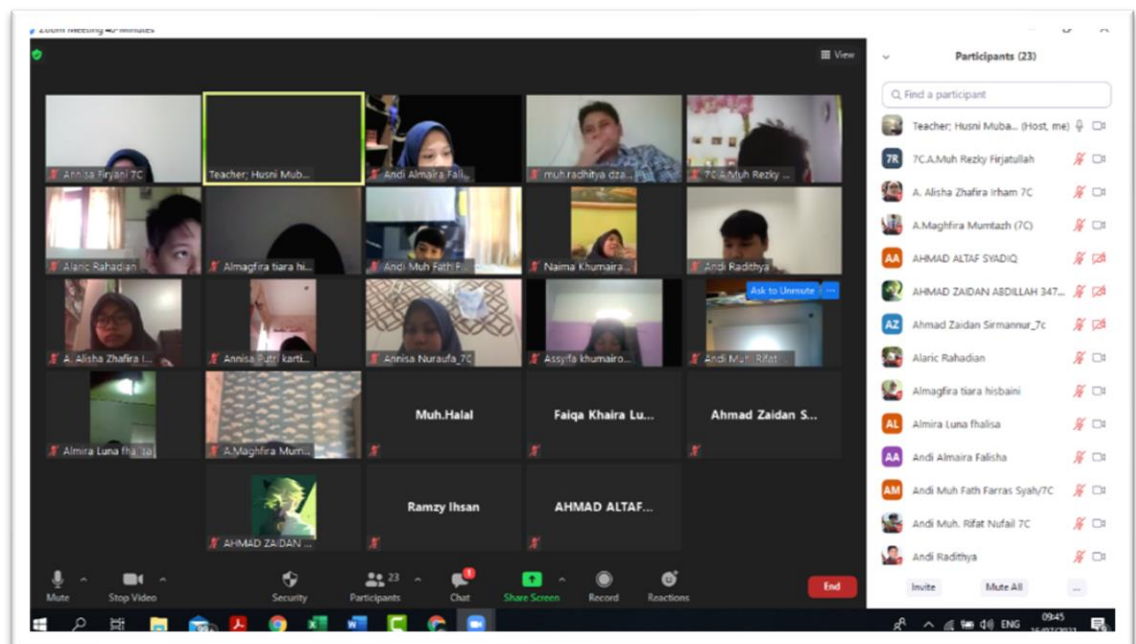 Zoom Meeting 40-Minutes
View
Annisa Firyani 7C
Teacher; Husni Mub...
Andi Almaira Fali...
muh.radhitya dza...
7C.A.Muh Rezky ...
Alaric Rahadian
Almagfira tiara hi...
Andi Muh Fath F...
Naima Khumaira...
Andi Radithya
A. Alisha Zhafira I...
Annisa Putri karti...
Annisa Nuraufa_7C
Assyifa khumairo...
Ask to Unmute ...
Andi Muh. Rifat ...
Almira Luna fhalisa
A.Maghfira Mum...
Muh.Halal
Faiqa Khaira Lu...
Ahmad Zaidan S...
AHMAD ZAIDAN ...
Ramzy Ihsan
AHMAD ALTAF...
Mute
Stop Video
Security
Participants
23
Chat
1
Share Screen
Record
Reactions
End
Participants (23)
Find a participant
Teacher; Husni Muba... (Host, me)
7R 7C.A.Muh Rezky Firjatullah
A. Alisha Zhafira Irham 7C
A.Maghfira Mumtazh (7C)
AA AHMAD ALTAF SYADIQ
AHMAD ZAIDAN ABDILLAH 347...
AZ Ahmad Zaidan Sirmannur_7c
Alaric Rahadian
Almagfira tiara hisbaini
AL Almira Luna fhalisa
AA Andi Almaira Falisha
AM Andi Muh Fath Farras Syah/7C
Andi Muh. Rifat Nufail 7C
Andi Radithya
Invite Mute All ...
ENG
09:45
16/07/2021